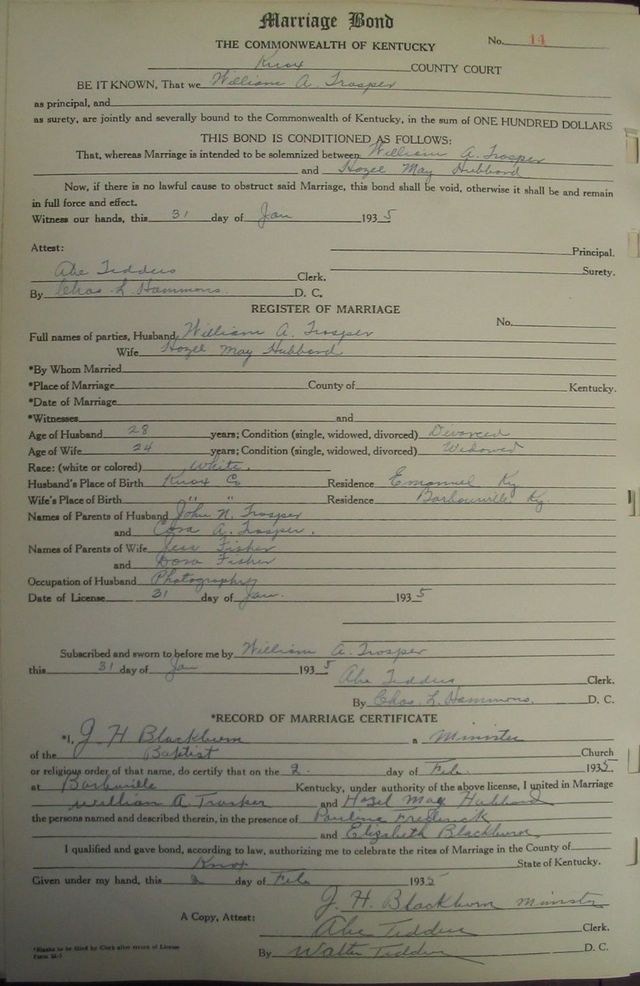 Marriage Bond
THE COMMONWEALTH OF KENTUCKY
No. 14
Knox COUNTY COURT
BE IT KNOWN, That we William A. Trosper
as principal, and
as surety, are jointly and severally bound to the Commonwealth of Kentucky, in the sum of ONE HUNDRED DOLLARS
THIS BOND IS CONDITIONED AS FOLLOWS:
That, whereas Marriage is intended to be solemnized between William A. Trosper
and Hazel May Hubbard
Now, if there is no lawful cause to obstruct said Marriage, this bond shall be void, otherwise it shall be and remain
in full force and effect.
Witness our hands, this 31 day of Jan 1935
Attest:
Principal.
Abe Tedders Clerk. Surety.
By Chas. L. Hammons. D. C.
REGISTER OF MARRIAGE
No.
Full names of parties, Husband William A. Trosper
Wife Hazel May Hubbard
*By Whom Married
*Place of Marriage County of Kentucky.
*Date of Marriage
*Witnesses and
Age of Husband 28 years; Condition (single, widowed, divorced) Divorced
Age of Wife 24 years; Condition (single, widowed, divorced) Widowed
Race: (white or colored) White.
Husband's Place of Birth Knox Co Residence Emanuel Ky
Wife's Place of Birth " " Residence Barbourville Ky.
Names of Parents of Husband John N. Trosper
and Cora A. Trosper.
Names of Parents of Wife Jess Fisher
and Dora Fisher
Occupation of Husband Photography
Date of License 31 day of Jan. 1935
Subscribed and sworn to before me by William A. Trosper
this 31 day of Jan 1935
Abe Tedders Clerk.
By Chas. L. Hammons, D. C.
*RECORD OF MARRIAGE CERTIFICATE
*I, J H Blackburn a Minister
of the Baptist Church
or religious order of that name, do certify that on the 2. day of Feb. 1935.
at Barbuville Kentucky, under authority of the above license, I united in Marriage
William A Trosper and Hazel May Hubbard
the persons named and described therein, in the presence of Pauline Frederick
and Elizabeth Blackburn
I qualified and gave bond, according to law, authorizing me to celebrate the rites of Marriage in the County of
Knox State of Kentucky.
Given under my hand, this 2 day of Feb 1935
J. H. Blackburn Minister
A Copy, Attest: Abe Tedders Clerk.
By Walter Tedders D. C.
*Blanks to be filled by Clerk after return of License